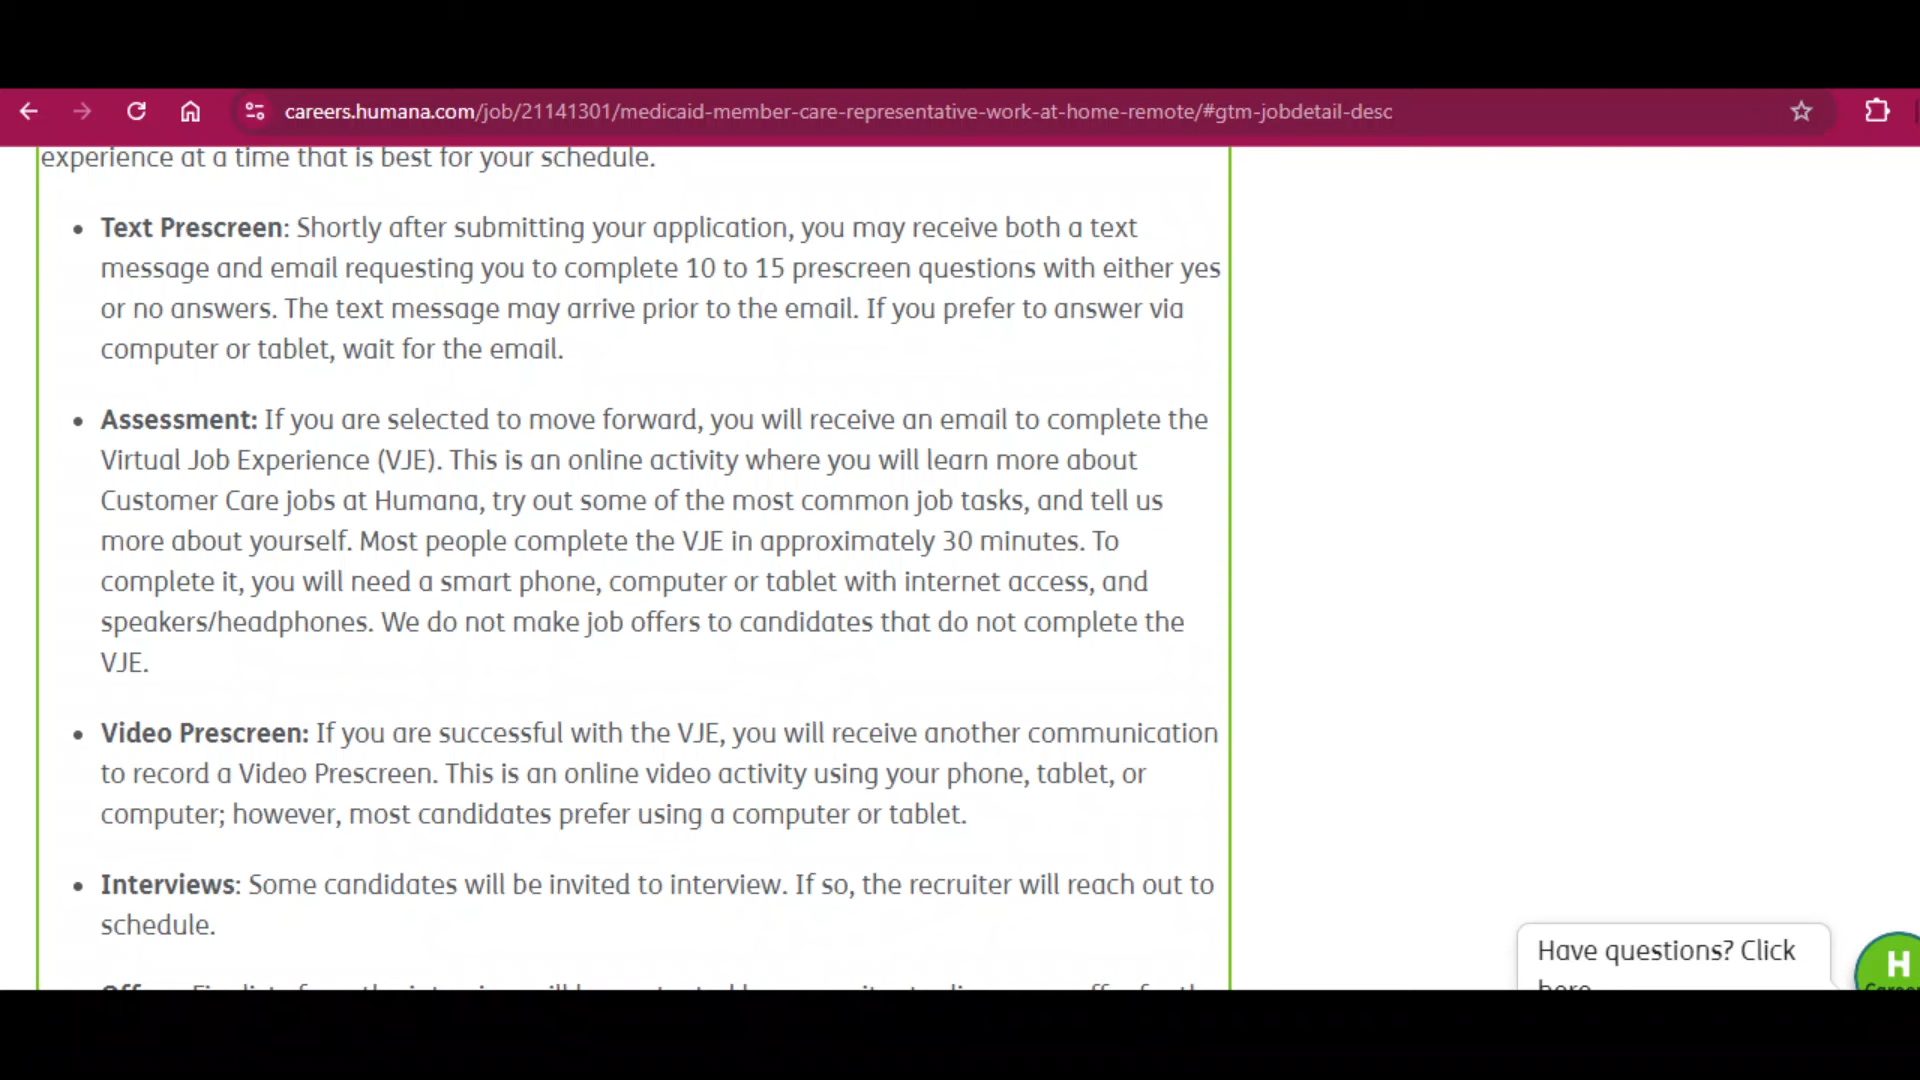 careers.humana.com/job/21141301/medicaid-member-care-representative-work-at-home-remote/#gtm-jobdetail-desc
experience at a time that is best for your schedule.
• Text Prescreen: Shortly after submitting your application, you may receive both a text
message and email requesting you to complete 10 to 15 prescreen questions with either yes
or no answers. The text message may arrive prior to the email. If you prefer to answer via
computer or tablet, wait for the email.
• Assessment: If you are selected to move forward, you will receive an email to complete the
Virtual Job Experience (VJE). This is an online activity where you will learn more about
Customer Care jobs at Humana, try out some of the most common job tasks, and tell us
more about yourself. Most people complete the VJE in approximately 30 minutes. To
complete it, you will need a smart phone, computer or tablet with internet access, and
speakers/headphones. We do not make job offers to candidates that do not complete the
VJE.
• Video Prescreen: If you are successful with the VJE, you will receive another communication
to record a Video Prescreen. This is an online video activity using your phone, tablet, or
computer; however, most candidates prefer using a computer or tablet.
• Interviews: Some candidates will be invited to interview. If so, the recruiter will reach out to
schedule.
Have questions? Click
here
H